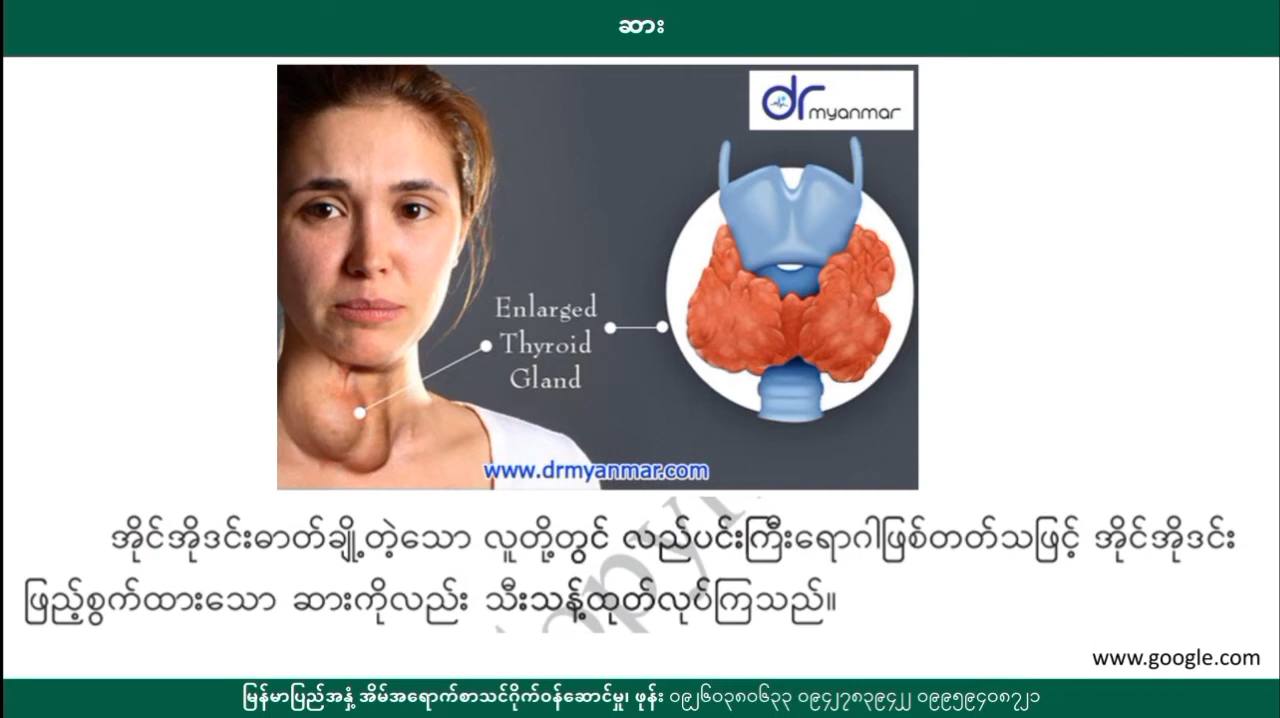 ဆား
dr myanmar
Enlarged
Thyroid
Gland
www.drmyanmar.com
အိုင်အိုဒင်းဓာတ်ချို့တဲ့သော လူတို့တွင် လည်ပင်းကြီးရောဂါဖြစ်တတ်သဖြင့် အိုင်အိုဒင်း
ဖြည့်စွက်ထားသော ဆားကိုလည်း သီးသန့်ထုတ်လုပ်ကြသည်။
www.google.com
မြန်မာပြည်အနှံ့ အိမ်အရောက်စာသင်ဂိုက်ဝန်ဆောင်မှု၊ ဖုန်း ၀၉၂၆၀၃၈၀၆၃၃ ၀၉၄၂၇၈၃၉၄၂၂ ၀၉၉၅၉၄၀၈၇၂၁